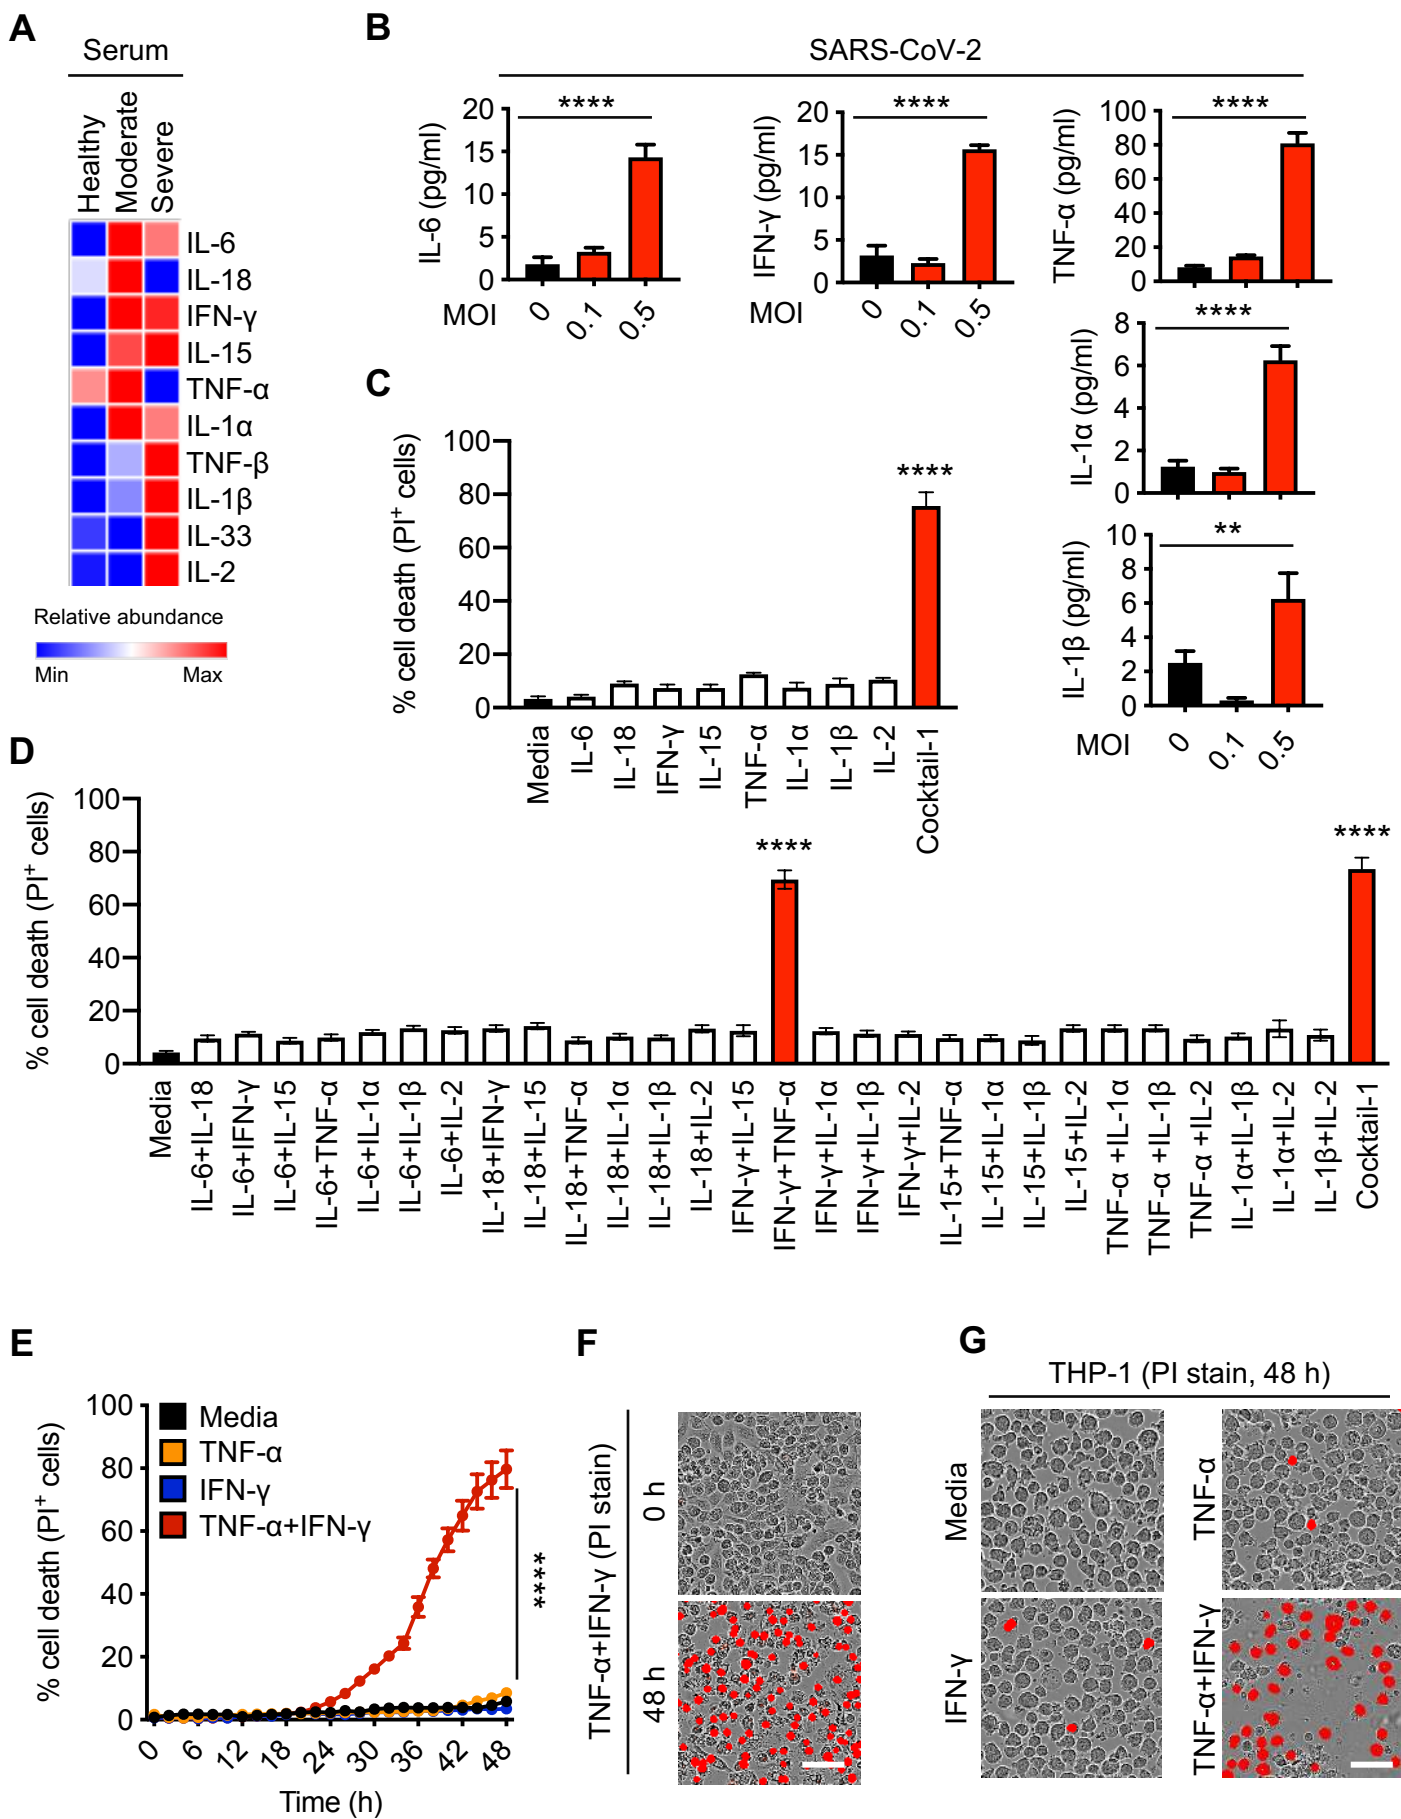 A
Serum
Healthy
Moderate
Severe
IL-6
IL-18
IFN-γ
IL-15
TNF-α
IL-1α
TNF-β
IL-1β
IL-33
IL-2
Relative abundance
Min
Max
B
SARS-CoV-2
IL-6 (pg/ml)
20
15
10
5
0
****
MOI
0
0.1
0.5
IFN-γ (pg/ml)
20
15
10
5
0
****
MOI
0
0.1
0.5
TNF-α (pg/ml)
100
80
60
40
20
0
****
IL-1α (pg/ml)
8
6
4
2
0
****
IL-1β (pg/ml)
10
8
6
4
2
0
**
MOI
0
0.1
0.5
C
% cell death (PI⁺ cells)
100
80
60
40
20
0
****
Media
IL-6
IL-18
IFN-γ
IL-15
TNF-α
IL-1α
IL-1β
IL-2
Cocktail-1
D
% cell death (PI⁺ cells)
100
80
60
40
20
0
****
****
Media
IL-6+IL-18
IL-6+IFN-γ
IL-6+IL-15
IL-6+TNF-α
IL-6+IL-1α
IL-6+IL-1β
IL-6+IL-2
IL-18+IFN-γ
IL-18+IL-15
IL-18+TNF-α
IL-18+IL-1α
IL-18+IL-1β
IL-18+IL-2
IFN-γ+IL-15
IFN-γ+TNF-α
IFN-γ+IL-1α
IFN-γ+IL-1β
IFN-γ+IL-2
IL-15+TNF-α
IL-15+IL-1α
IL-15+IL-1β
IL-15+IL-2
TNF-α+IL-1α
TNF-α +IL-1β
TNF-α +IL-2
IL-1α+IL-1β
IL-1α+IL-2
IL-1β+IL-2
Cocktail-1
E
% cell death (PI⁺ cells)
100
80
60
40
20
0
Media
TNF-α
IFN-γ
TNF-α+IFN-γ
****
0
6
12
18
24
30
36
42
48
Time (h)
F
TNF-α+IFN-γ (PI stain)
0 h
48 h
G
THP-1 (PI stain, 48 h)
Media
TNF-α
IFN-γ
TNF-α+IFN-γ